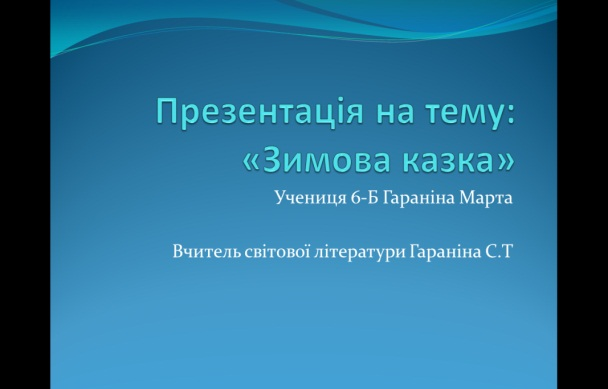 Презентація на тему:
«Зимова казка»
Учениця 6-Б Гараніна Марта
Вчитель світової літератури Гараніна С.Т